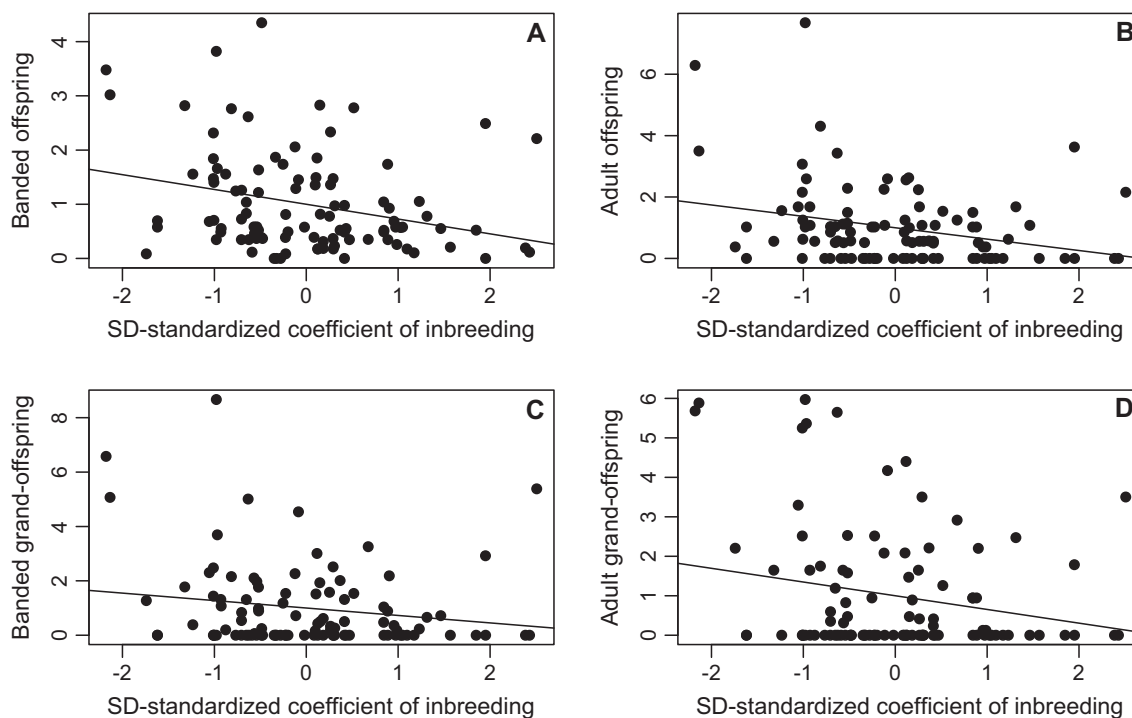 A
Banded offspring
4
3
2
1
0
-2 -1 0 1 2
SD-standardized coefficient of inbreeding
B
Adult offspring
6
4
2
0
-2 -1 0 1 2
SD-standardized coefficient of inbreeding
C
Banded grand-offspring
8
6
4
2
0
-2 -1 0 1 2
SD-standardized coefficient of inbreeding
D
Adult grand-offspring
6
5
4
3
2
1
0
-2 -1 0 1 2
SD-standardized coefficient of inbreeding